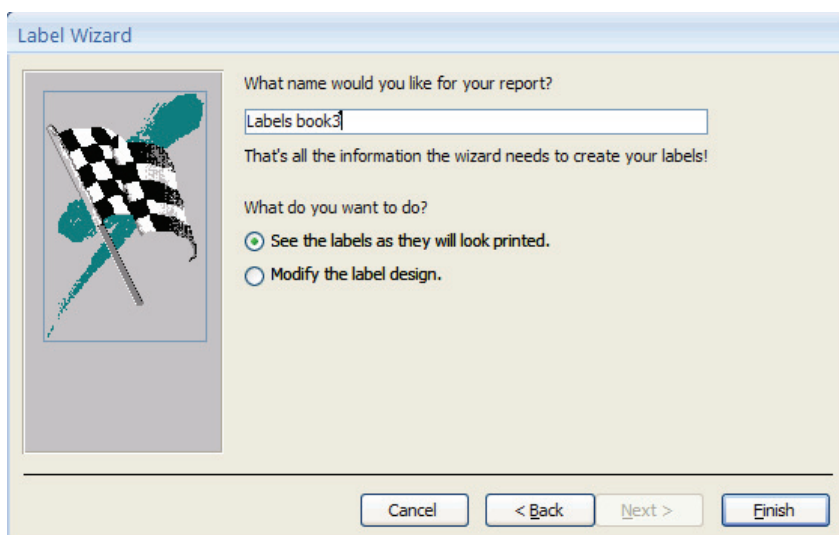 Label Wizard
What name would you like for your report?
Labels book3
That's all the information the wizard needs to create your labels!
What do you want to do?
See the labels as they will look printed.
Modify the label design.
Cancel
< Back
Next >
Finish